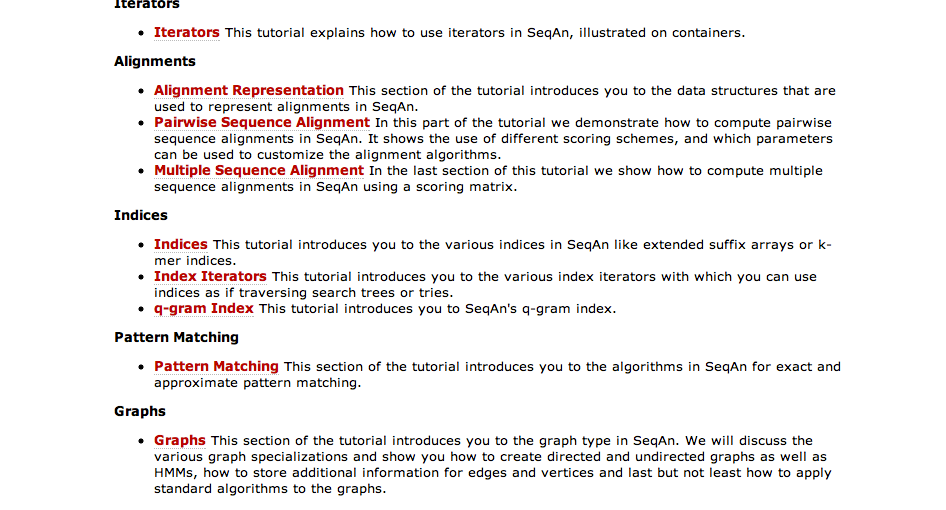 Iterators
Iterators This tutorial explains how to use iterators in SeqAn, illustrated on containers.
Alignments
Alignment Representation This section of the tutorial introduces you to the data structures that are
used to represent alignments in SeqAn.
Pairwise Sequence Alignment In this part of the tutorial we demonstrate how to compute pairwise
sequence alignments in SeqAn. It shows the use of different scoring schemes, and which parameters
can be used to customize the alignment algorithms.
Multiple Sequence Alignment In the last section of this tutorial we show how to compute multiple
sequence alignments in SeqAn using a scoring matrix.
Indices
Indices This tutorial introduces you to the various indices in SeqAn like extended suffix arrays or k-
mer indices.
Index Iterators This tutorial introduces you to the various index iterators with which you can use
indices as if traversing search trees or tries.
q-gram Index This tutorial introduces you to SeqAn's q-gram index.
Pattern Matching
Pattern Matching This section of the tutorial introduces you to the algorithms in SeqAn for exact and
approximate pattern matching.
Graphs
Graphs This section of the tutorial introduces you to the graph type in SeqAn. We will discuss the
various graph specializations and show you how to create directed and undirected graphs as well as
HMMs, how to store additional information for edges and vertices and last but not least how to apply
standard algorithms to the graphs.